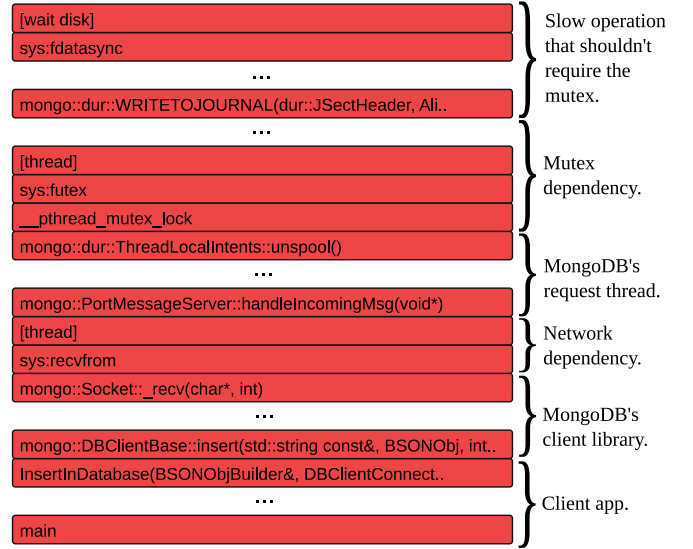 [wait disk]
sys:fdatasync
...
mongo::dur::WRITETOJOURNAL(dur::JSectHeader, Ali..
...
[thread]
sys:futex
__pthread_mutex_lock
mongo::dur::ThreadLocalIntents::unspool()
...
mongo::PortMessageServer::handleIncomingMsg(void*)
[thread]
sys:recvfrom
mongo::Socket::_recv(char*, int)
...
mongo::DBClientBase::insert(std::string const&, BSONObj, int..
InsertInDatabase(BSONObjBuilder&, DBClientConnect..
...
main
Slow operation
that shouldn't
require the
mutex.
Mutex
dependency.
MongoDB's
request thread.
Network
dependency.
MongoDB's
client library.
Client app.